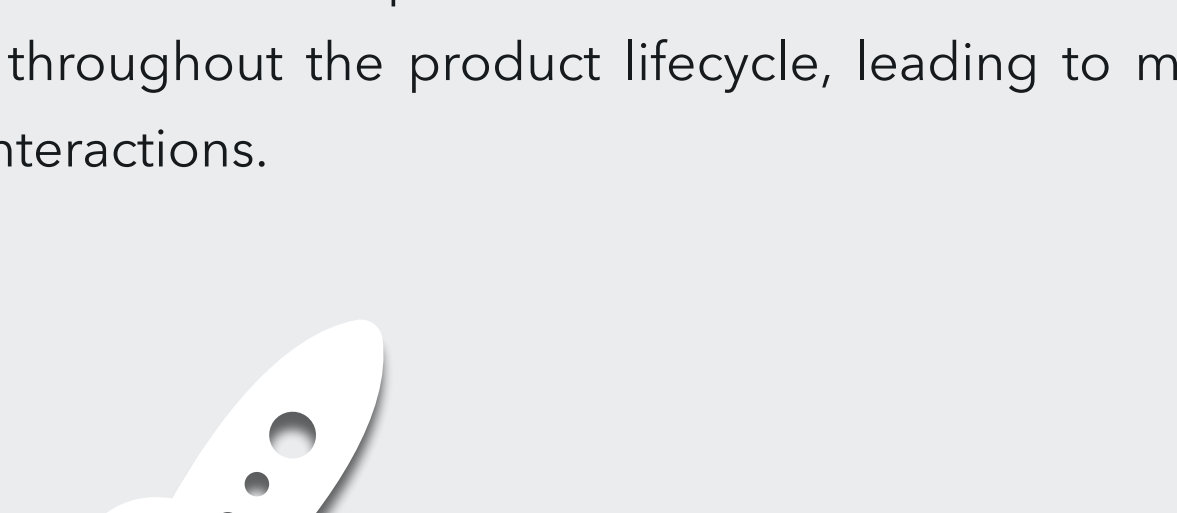 throughout the product lifecycle, leading to
nteractions.